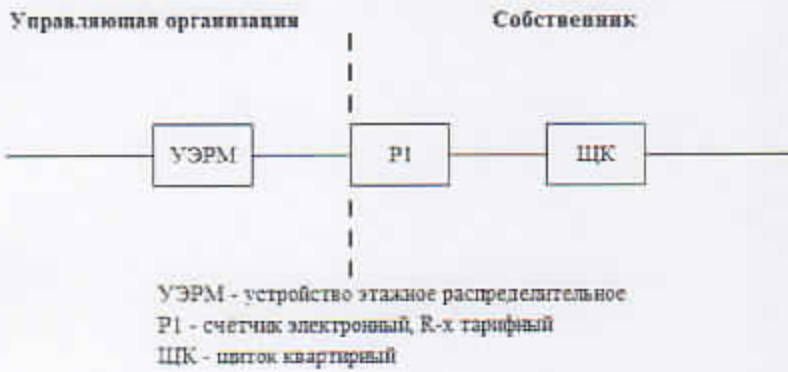 Управляющая организация
Собственник
УЭРМ
Р1
ЩК
УЭРМ - устройство этажное распределительное
Р1 - счетчик электронный, R-х тарифный
ЩК - щиток квартирный